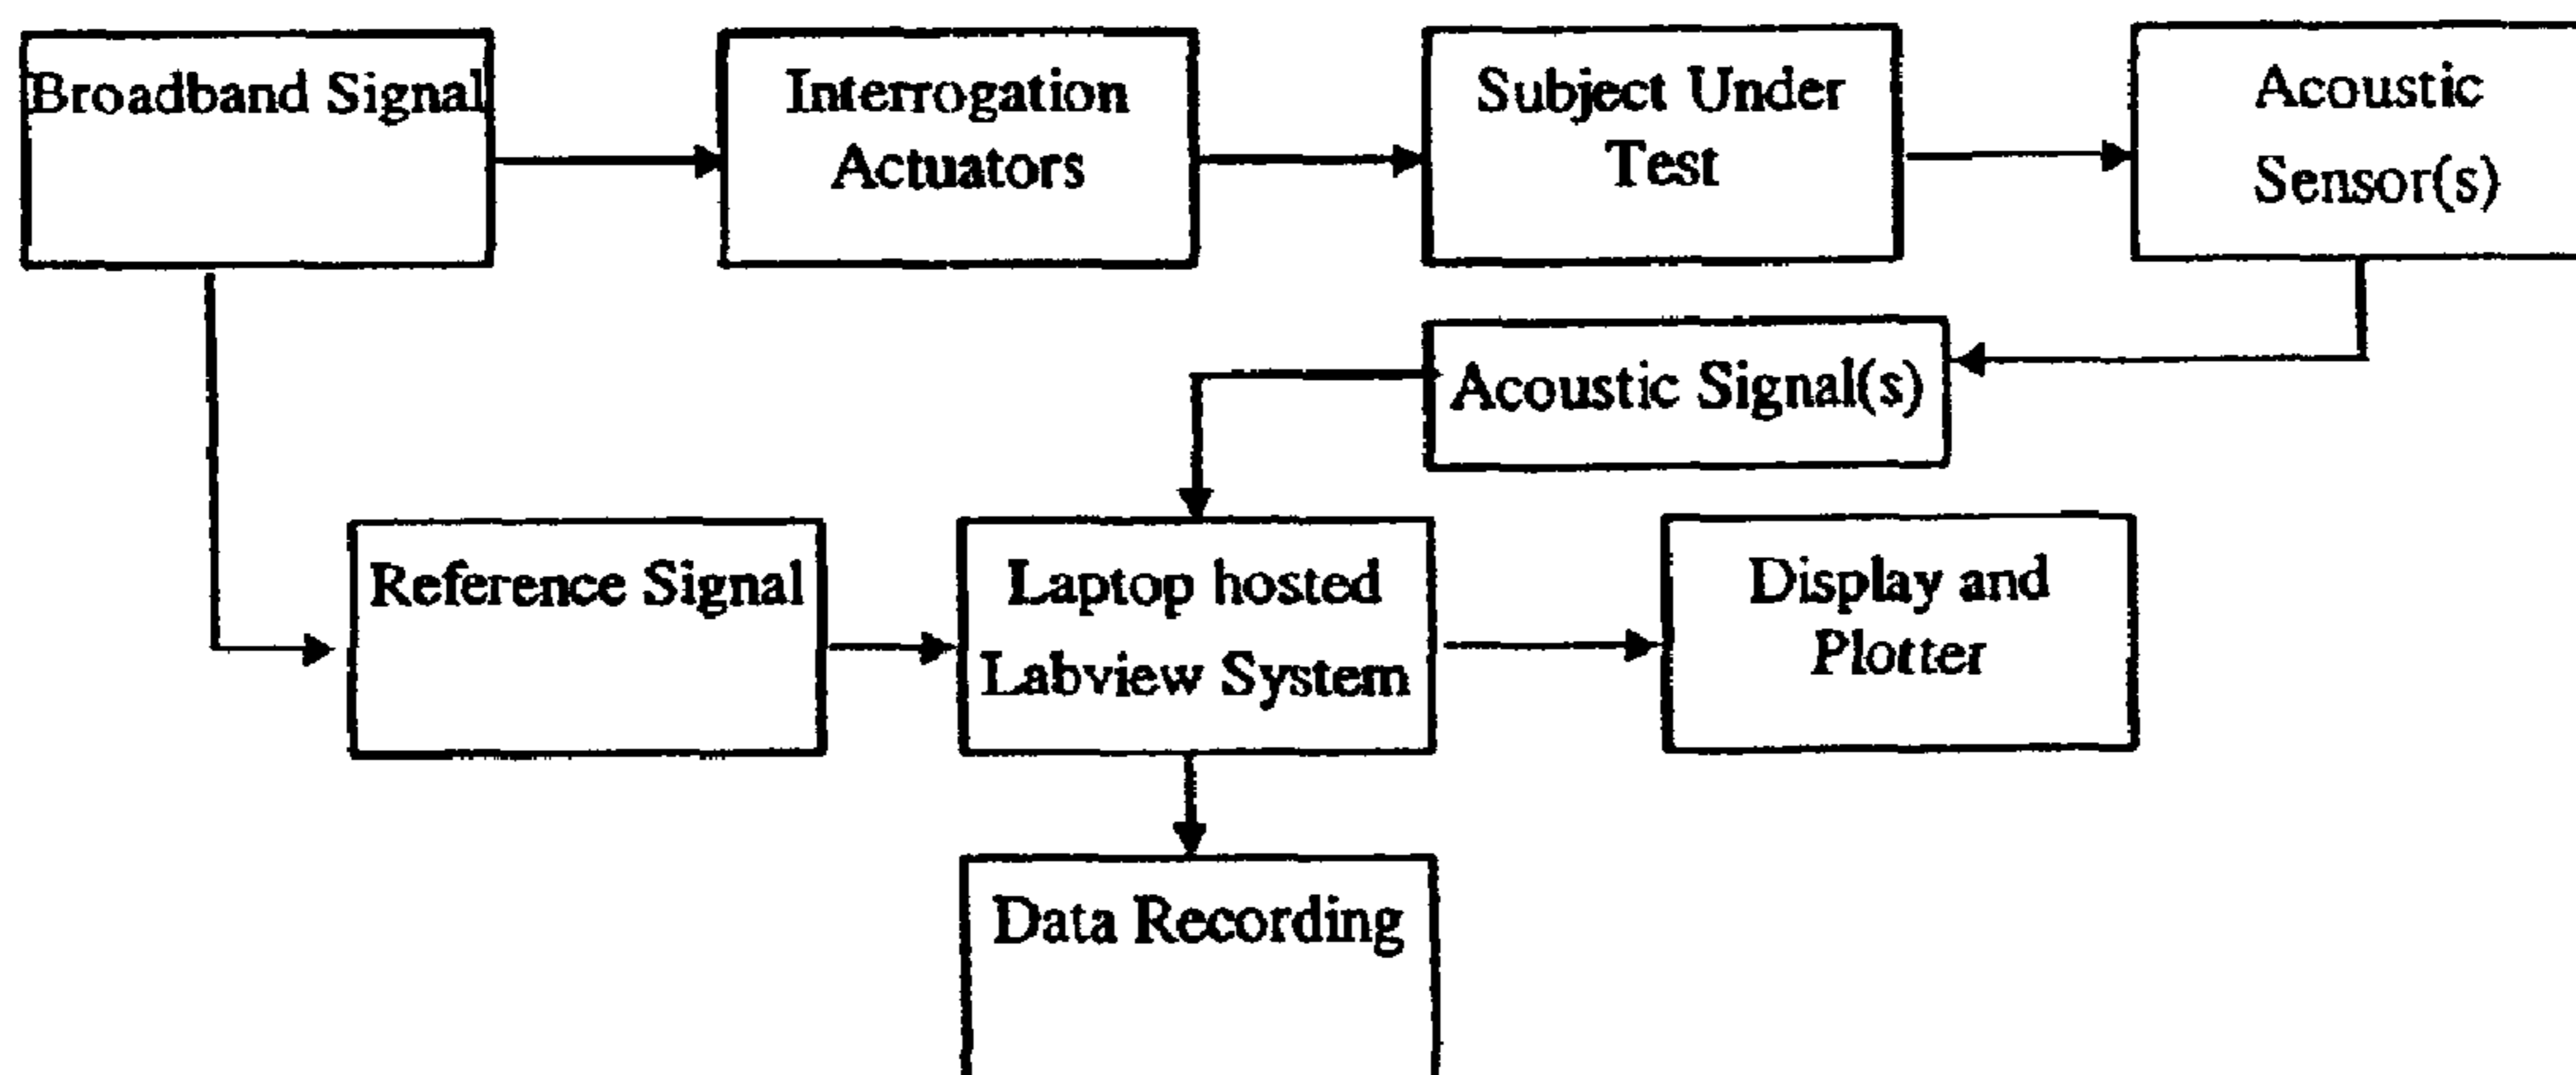 Broadband Signal
Interrogation
Actuators
Subject Under
Test
Acoustic
Sensor(s)
Acoustic Signal(s)
Reference Signal
Laptop hosted
Labview System
Display and
Plotter
Data Recording